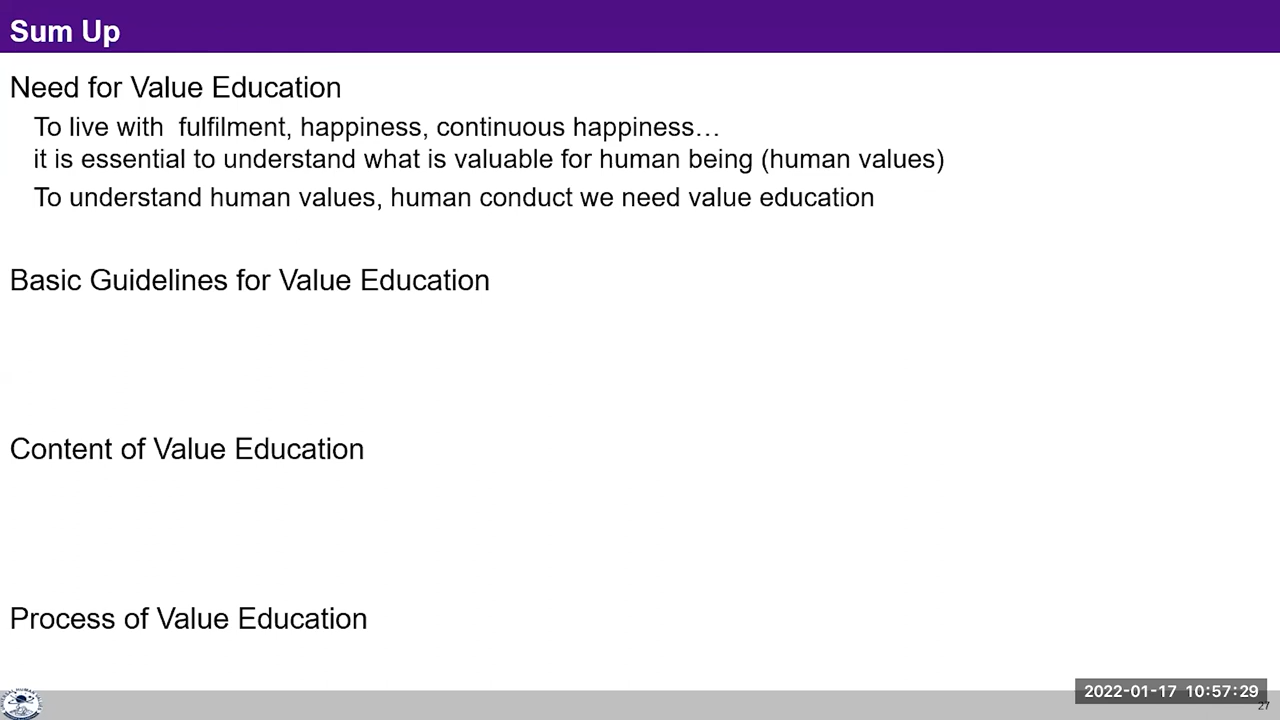 Sum Up
Need for Value Education
To live with  fulfilment, happiness, continuous happiness…
it is essential to understand what is valuable for human being (human values)
To understand human values, human conduct we need value education
Basic Guidelines for Value Education
Content of Value Education
Process of Value Education
2022-01-17 10:57:29
27